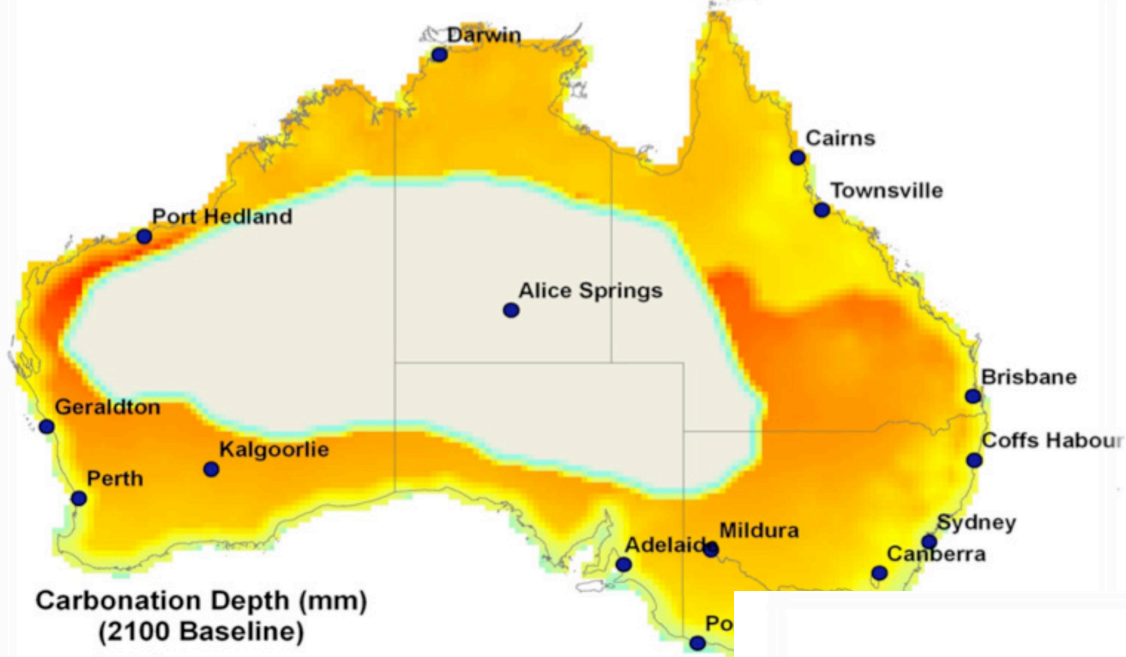 Darwin
Cairns
Townsville
Port Hedland
Alice Springs
Brisbane
Geraldton
Coffs Habour
Kalgoorlie
Perth
Sydney
Mildura
Adelaide
Canberra
Carbonation Depth (mm)
(2100 Baseline)
Po